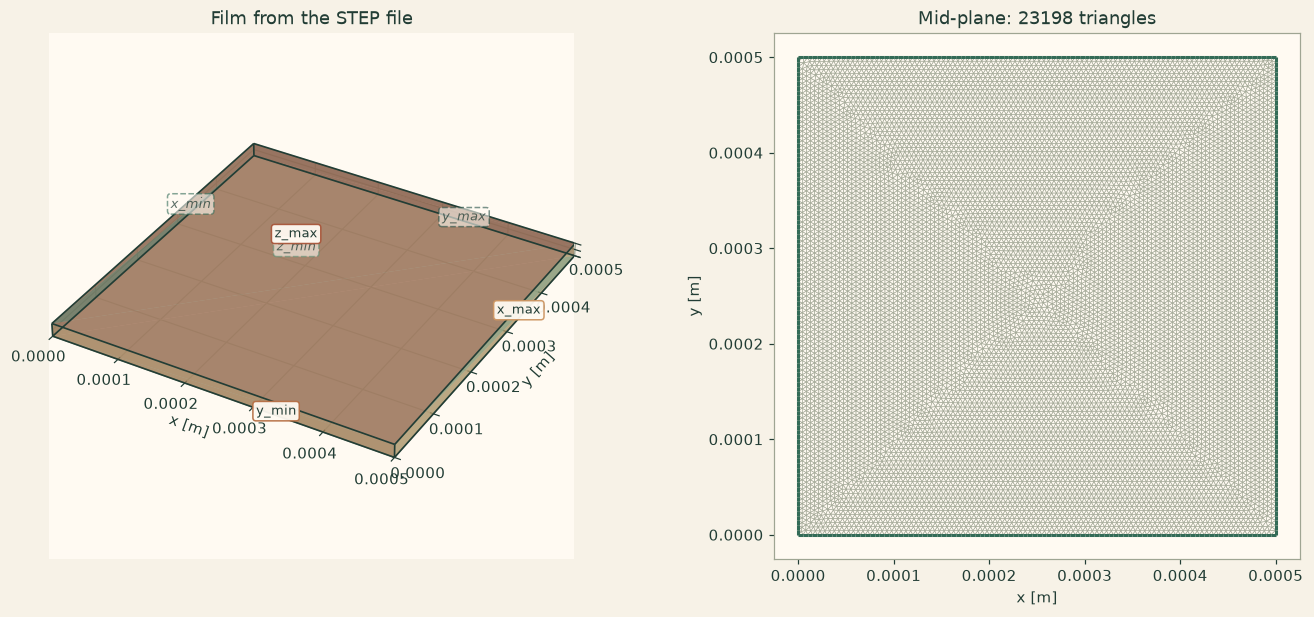 Film from the STEP file
x_min
y_max
z_max
z_min
x_max
y_min
0.0000
0.0001
0.0002
0.0003
0.0004
0.0005
x [m]
0.0000
0.0001
0.0002
0.0003
.0004
0.0005
y [m]
Mid-plane: 23198 triangles
0.0005
0.0004
0.0003
0.0002
0.0001
0.0000
y [m]
0.0000
0.0001
0.0002
0.0003
0.0004
0.0005
x [m]